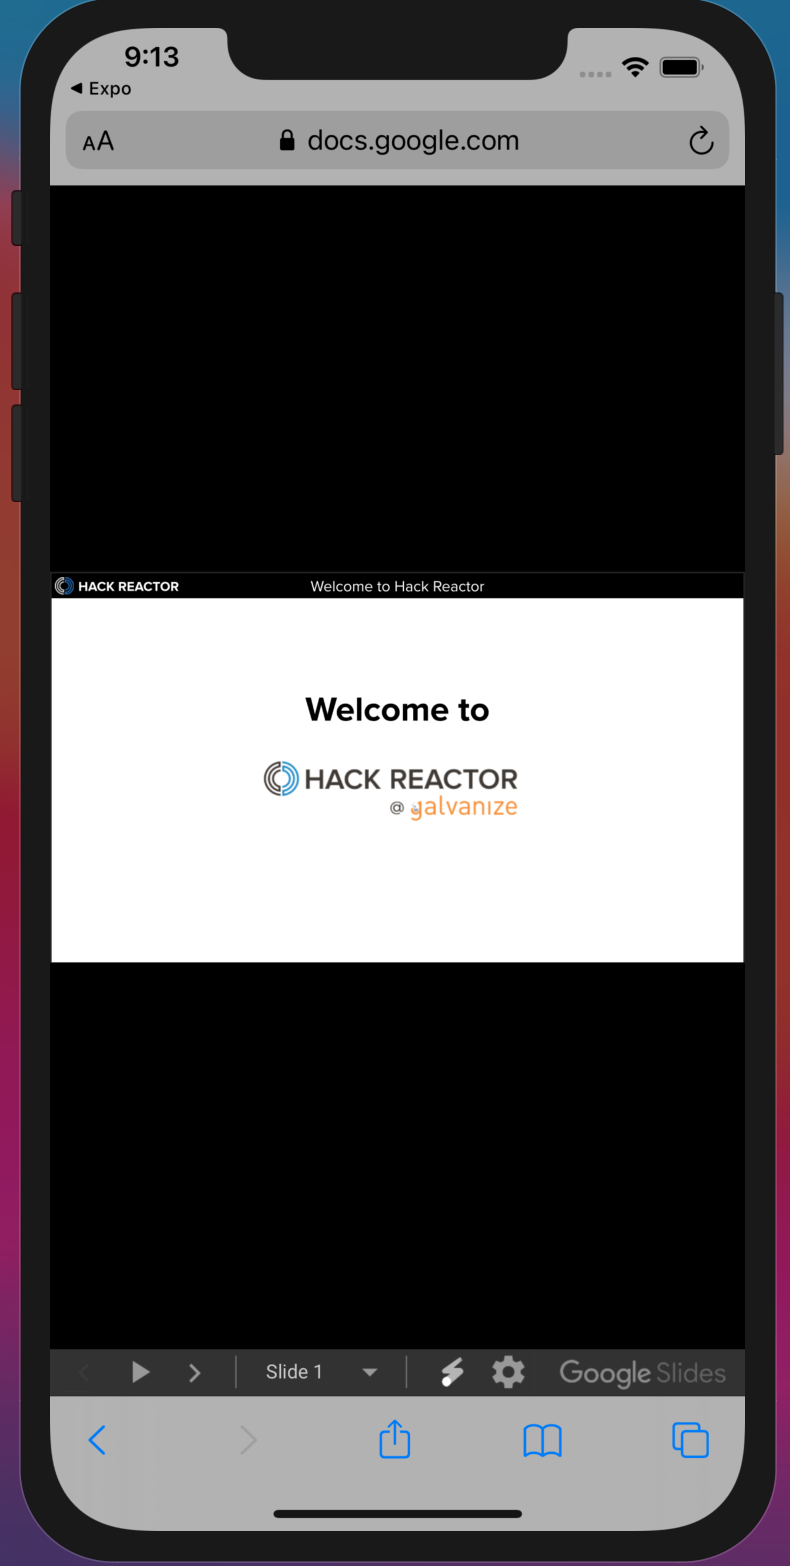 9:13
◀ Expo
AA docs.google.com
HACK REACTOR Welcome to Hack Reactor
Welcome to
HACK REACTOR
@ galvanize
Slide 1 Google Slides